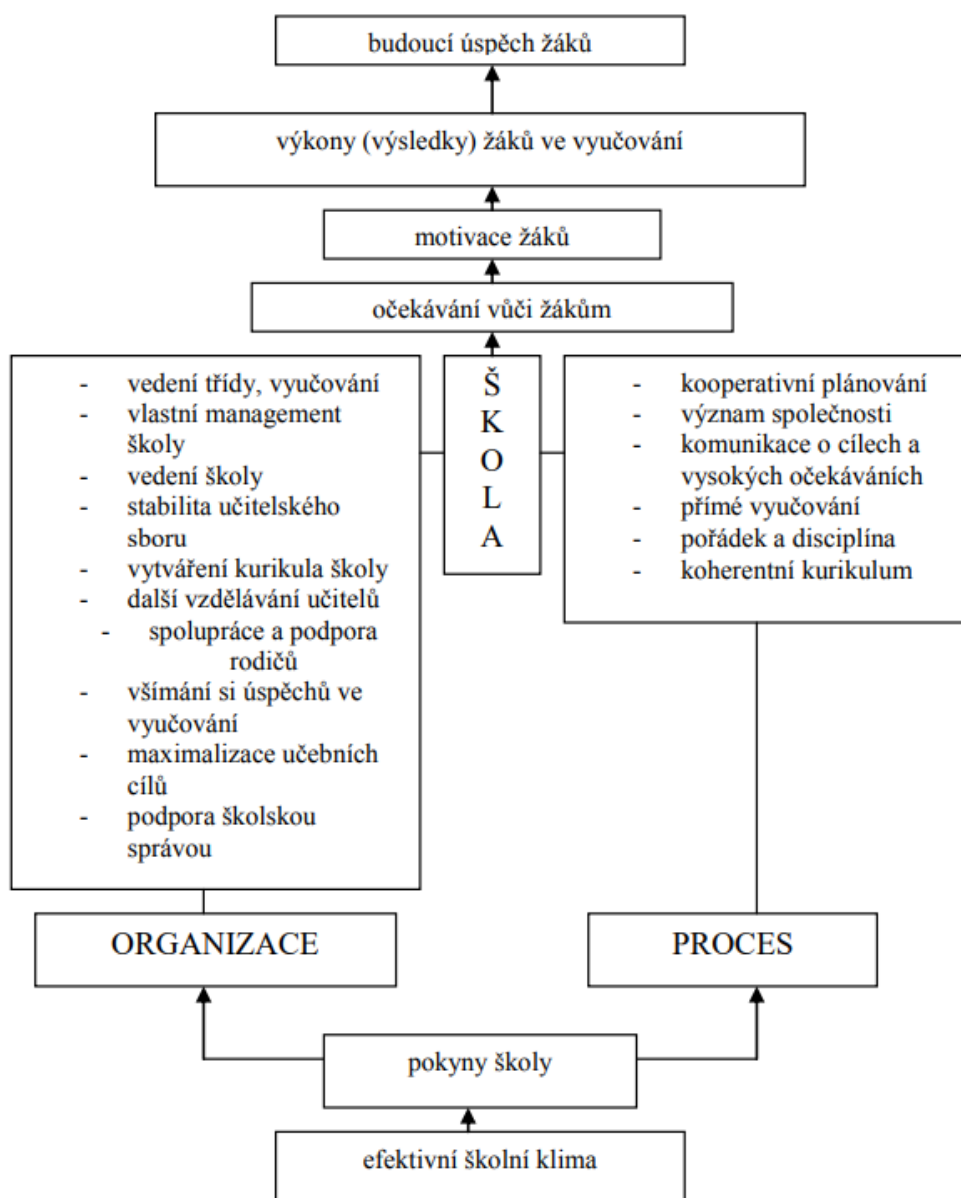 budoucí úspěch žáků
výkony (výsledky) žáků ve vyučování
motivace žáků
očekávání vůči žákům
- vedení třídy, vyučování
- vlastní management
školy
- vedení školy
- stabilita učitelského
sboru
- vytváření kurikula školy
- další vzdělávání učitelů
- spolupráce a podpora
rodičů
- všímání si úspěchů ve
vyučování
- maximalizace učebních
cílů
- podpora školskou
správou
Š
K
O
L
A
- kooperativní plánování
- význam společnosti
- komunikace o cílech a
vysokých očekáváních
- přímé vyučování
- pořádek a disciplína
- koherentní kurikulum
ORGANIZACE
PROCES
pokyny školy
efektivní školní klima